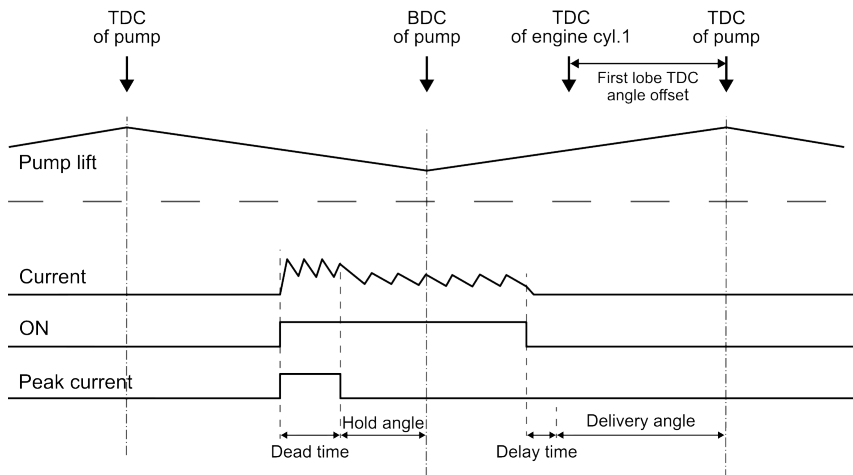 TDC
of pump
BDC
of pump
TDC
of engine cyl.1
TDC
of pump
First lobe TDC
angle offset
Pump lift
Current
ON
Peak current
Hold angle
Delivery angle
Dead time
Delay time